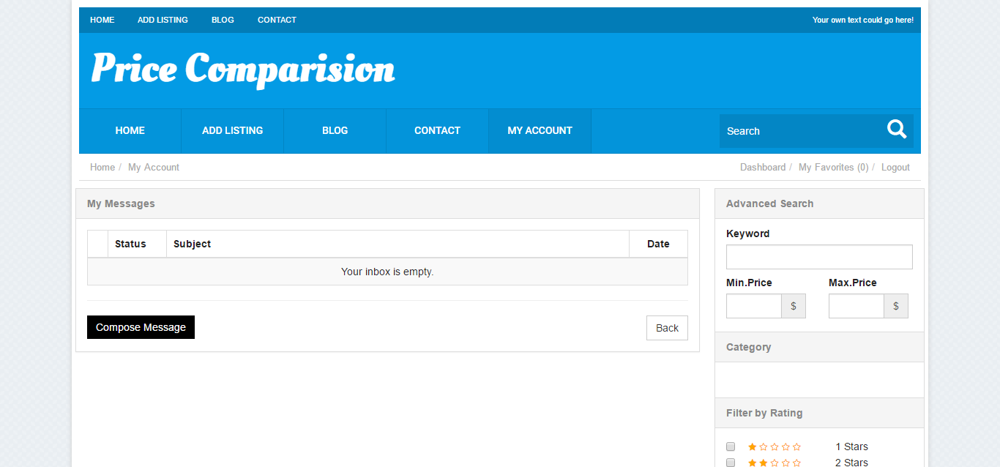 HOME ADD LISTING BLOG CONTACT Your own text could go here!
Price Comparision
HOME ADD LISTING BLOG CONTACT MY ACCOUNT Search
Home / My Account Dashboard / My Favorites (0) / Logout
My Messages
Status Subject Date
Your inbox is empty.
Compose Message Back
Advanced Search
Keyword
Min.Price Max.Price
$ $
Category
Filter by Rating
1 Stars
2 Stars